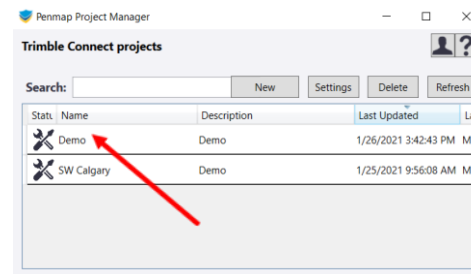 Penmap Project Manager
Trimble Connect projects
?
Search: New Settings Delete Refresh
Name Description Last Updated
Demo Demo 1/26/2021 3:42:43 PM M
SW Calgary Demo 1/25/2021 9:56:08 AM M